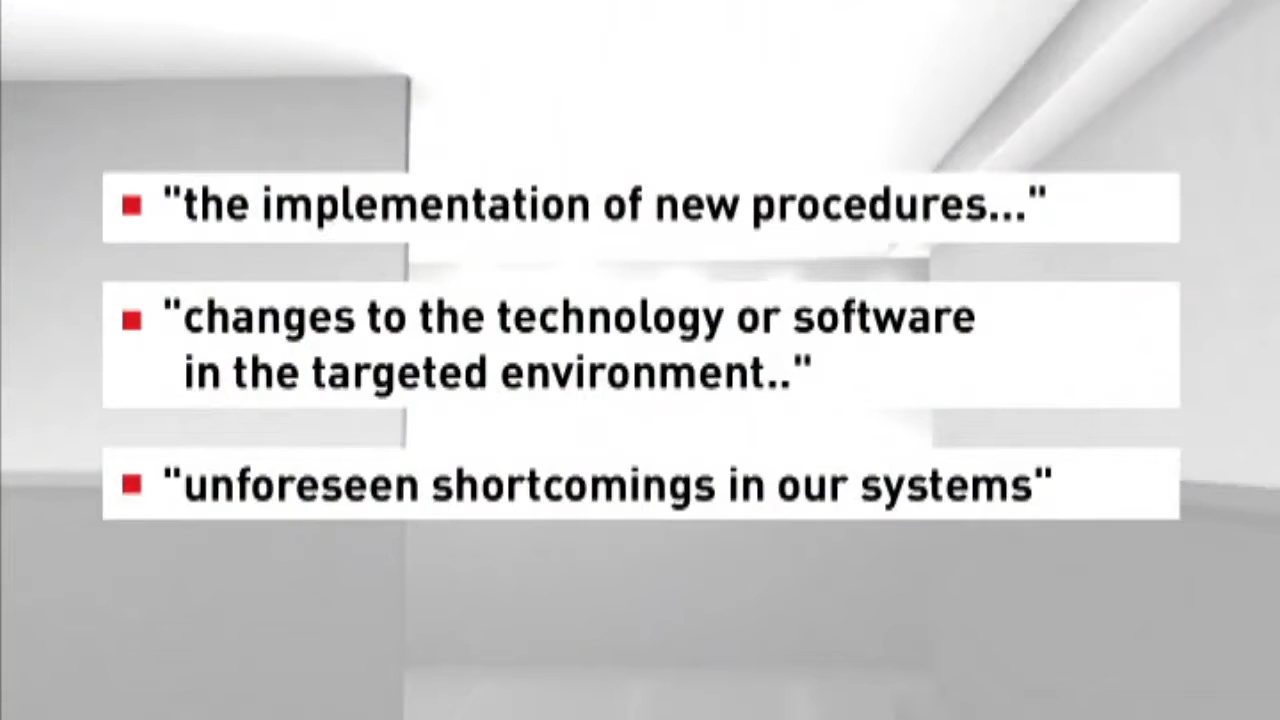 "the implementation of new procedures..."
"changes to the technology or software
in the targeted environment.."
"unforeseen shortcomings in our systems"